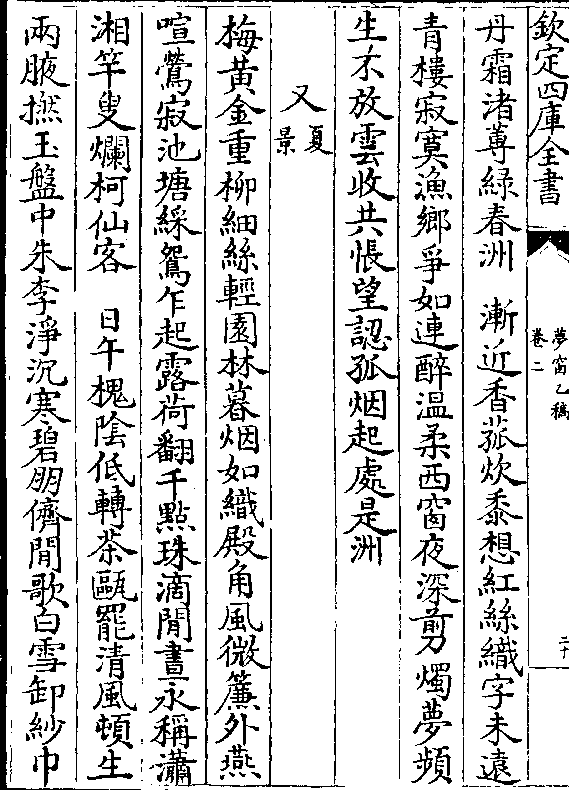 欽定四庫全書
夢窗乙稿
卷二
二十
丹霜渚蓴緑春洲　漸近香菰炊黍想紅絲織字未遠
青樓寂寞漁鄉爭如連醉温柔西窗夜深剪燭夢頻
生不放雲收共悵望認孤烟起處是洲
又夏景
梅黄金重柳細絲輕園林暮烟如織殿角風微簾外燕
喧鶯寂池塘綵鴛乍起露荷翻千點珠滴閒晝永稱瀟
湘竿叟爛柯仙客　日午槐陰低轉茶甌罷清風頓生
兩腋撚玉盤中朱李淨沉寒碧朋儕閒歌白雪卸紗巾